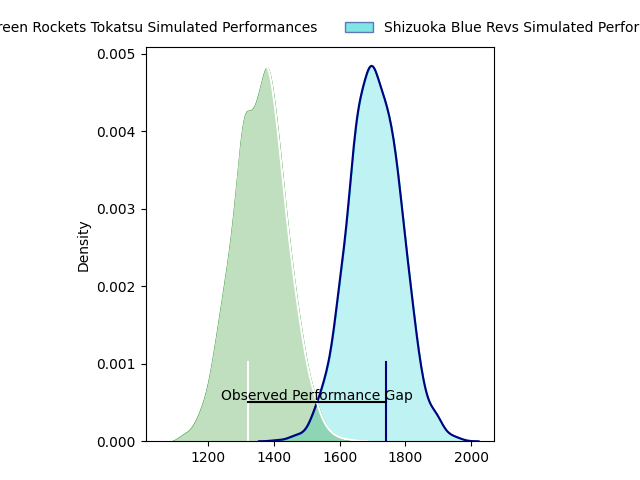 reen Rockets Tokatsu Simulated Performances
Shizuoka Blue Revs Simulated Perfor
0.005
0.004
0.003
0.002
0.001
0.000
Density
Observed Performance Gap
1200 1400 1600 1800 2000